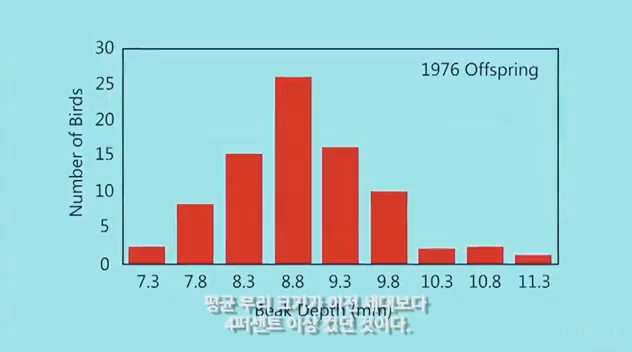 30
1976 Offspring
25
20
15
10
5
0
Number of Birds
7.3 7.8 8.3 8.8 9.3 9.8 10.3 10.8 11.3
Beak Depth (mm)
평균 부리 크기가 이전 세대보다
4퍼센트 이상 컸던 것이다.